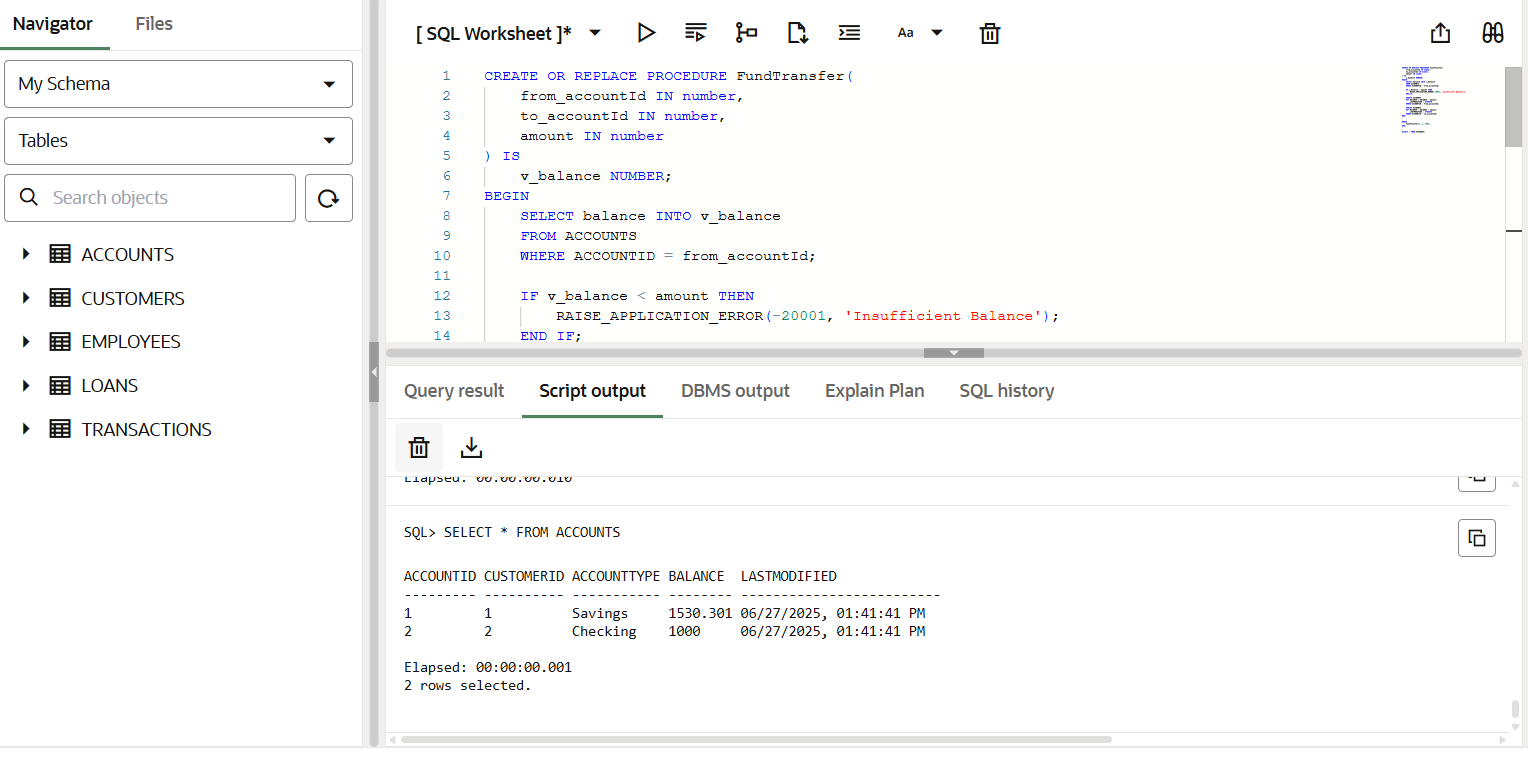 Navigator Files
My Schema
Tables
Search objects
ACCOUNTS
CUSTOMERS
EMPLOYEES
LOANS
TRANSACTIONS
[ SQL Worksheet ]* Aa
1 CREATE OR REPLACE PROCEDURE FundTransfer(
2 from_accountId IN number,
3 to_accountId IN number,
4 amount IN number
5 ) IS
6 v_balance NUMBER;
7 BEGIN
8 SELECT balance INTO v_balance
9 FROM ACCOUNTS
10 WHERE ACCOUNTID = from_accountId;
11
12 IF v_balance < amount THEN
13 RAISE_APPLICATION_ERROR(-20001, 'Insufficient Balance');
14 END IF;
Query result Script output DBMS output Explain Plan SQL history
Elapsed: 00:00:00.010
SQL> SELECT * FROM ACCOUNTS
ACCOUNTID CUSTOMERID ACCOUNTTYPE BALANCE LASTMODIFIED
--------- ---------- ----------- -------- -------------------------
1 1 Savings 1530.301 06/27/2025, 01:41:41 PM
2 2 Checking 1000 06/27/2025, 01:41:41 PM
Elapsed: 00:00:00.001
2 rows selected.